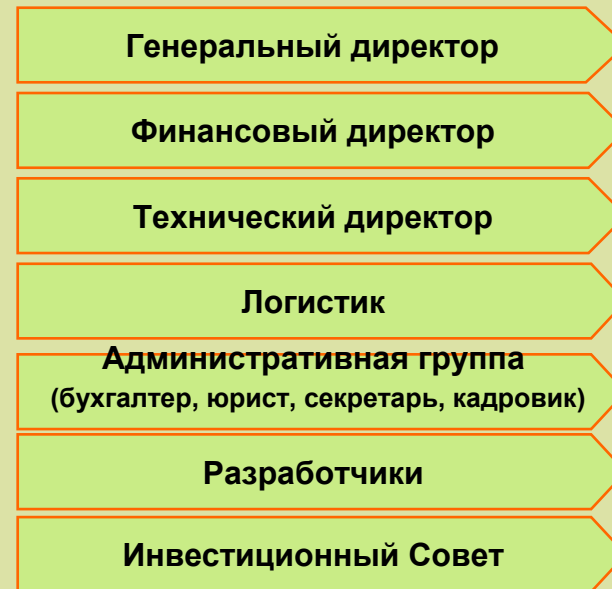 Генеральный директор
Финансовый директор
Технический директор
Логистик
Административная группа
(бухгалтер, юрист, секретарь, кадровик)
Разработчики
Инвестиционный Совет